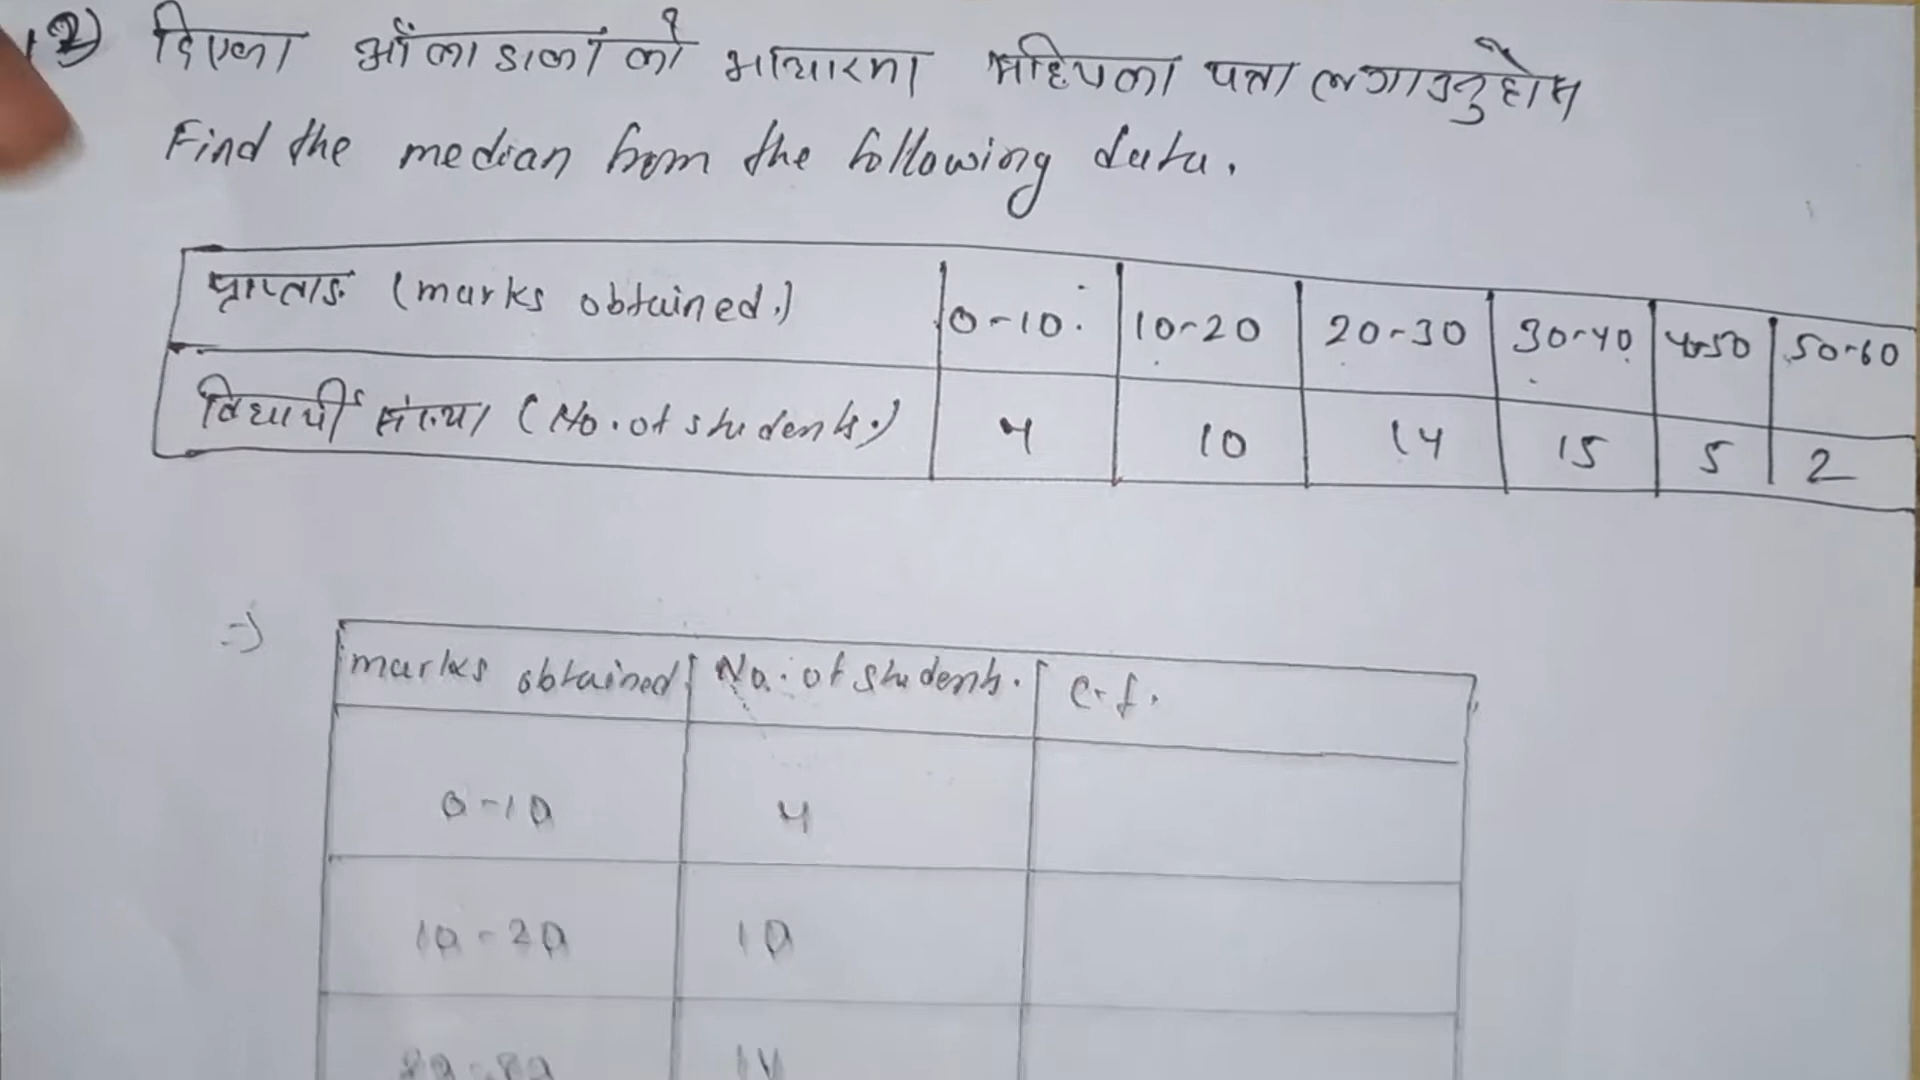 2) दिएका आँकाडाकाे काे आधारमा मध्यिका पत्ता लगाउनुहोस
Find the median from the following data.
प्राप्ताङ (marks obtained.) 0-10 10-20 20-30 30-40 40-50 50-60
विद्यार्थी संख्या (No. of students.) 4 10 14 15 5 2
=>
marks obtained No. of students. C.f.
0-10 4
10-20 10
14